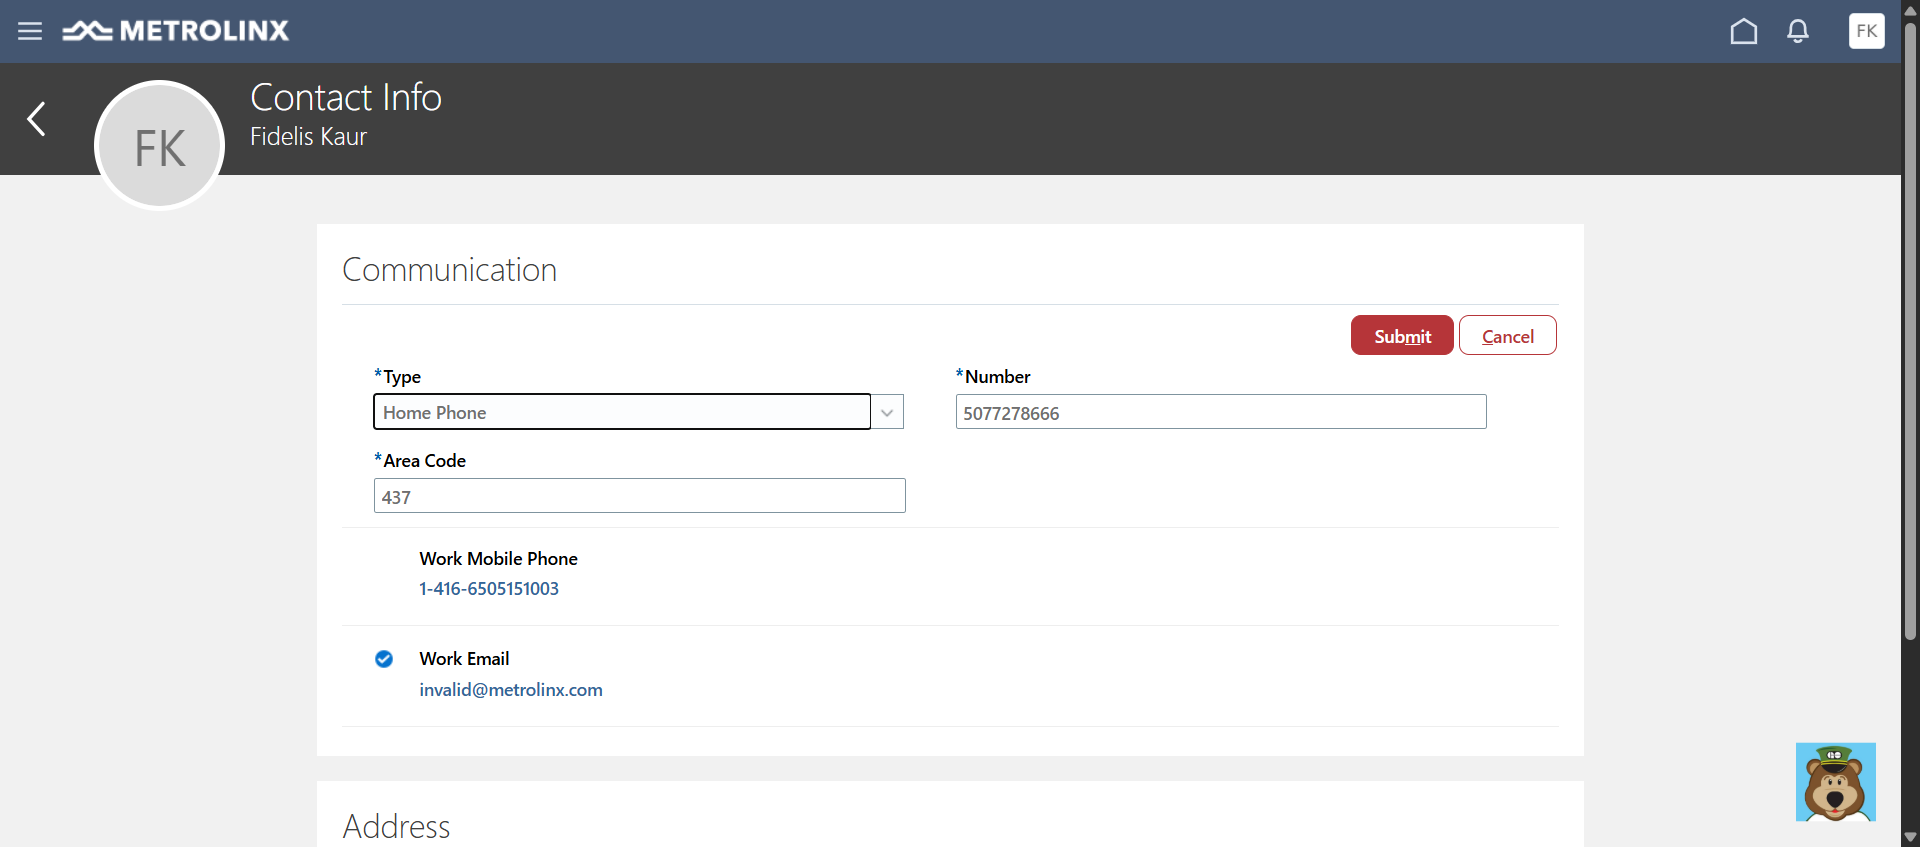 METROLINX
FK
FK
Contact Info
Fidelis Kaur
Communication
Submit
Cancel
*Type
*Number
Home Phone
5077278666
*Area Code
437
Work Mobile Phone
1-416-6505151003
Work Email
invalid@metrolinx.com
GO
Address